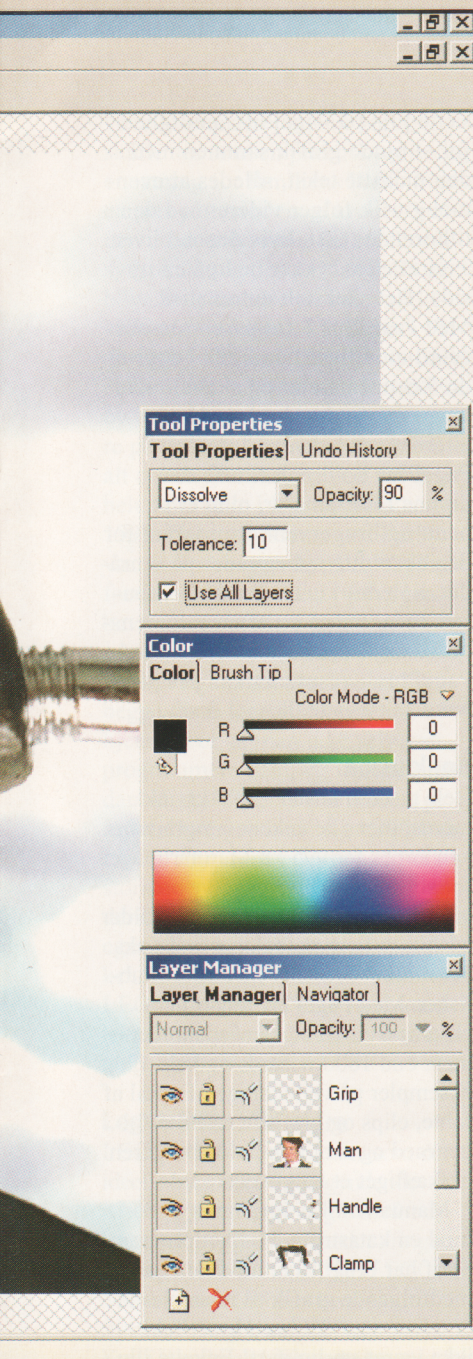 Tool Properties
Tool Properties Undo History
Dissolve Opacity: 90 %
Tolerance: 10
Use All Layers
Color
Color Brush Tip
Color Mode - RGB
R 0
G 0
B 0
Layer Manager
Layer Manager Navigator
Normal Opacity: 100 %
Grip
Man
Handle
Clamp